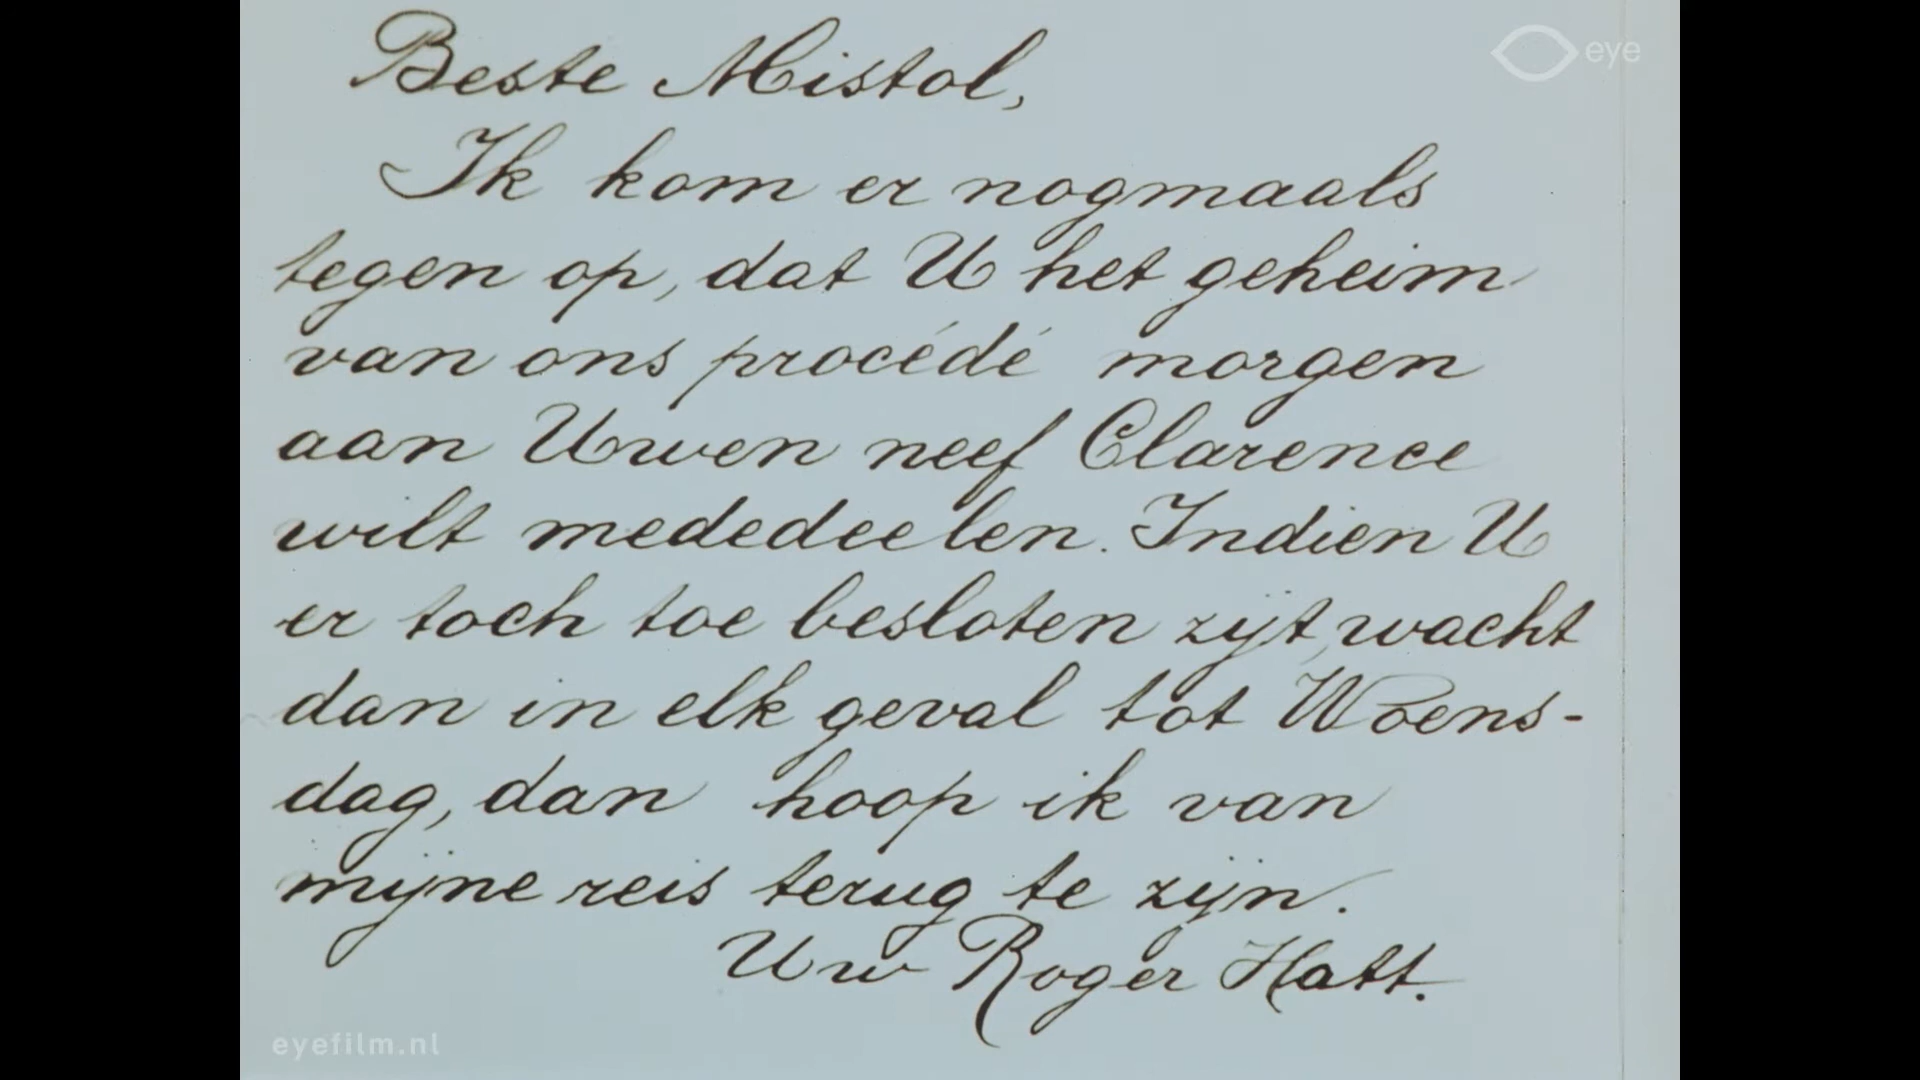 Beste Mistol,
eye
Ik kom er nogmaals
tegen op, dat U het geheim
van ons procédé morgen
aan Uwen neef Clarence
wilt mededeelen. Indien U
er toch toe besloten zijt, wacht
dan in elk geval tot Woens-
dag, dan hoop ik van
mijne reis terug te zijn.
Uw Roger Hatt.
eyefilm.nl